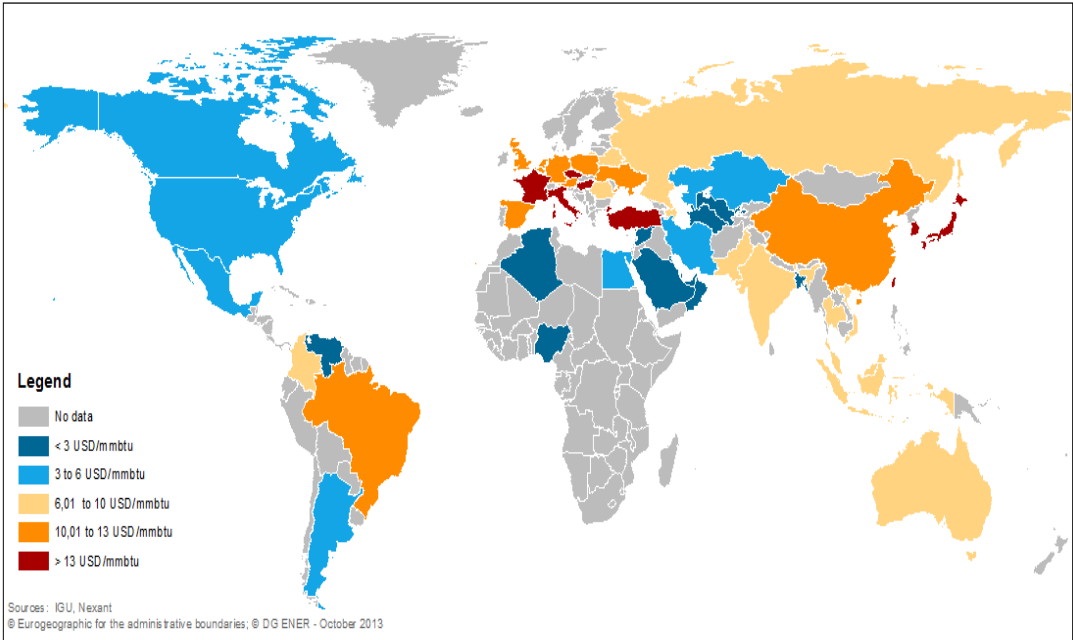 Legend
No data
< 3 USD/mmbtu
3 to 6 USD/mmbtu
6,01 to 10 USD/mmbtu
10,01 to 13 USD/mmbtu
> 13 USD/mmbtu
Sources: IGU, Nexant
© Eurogeographic for the administrative boundaries; © DG ENER - October 2013